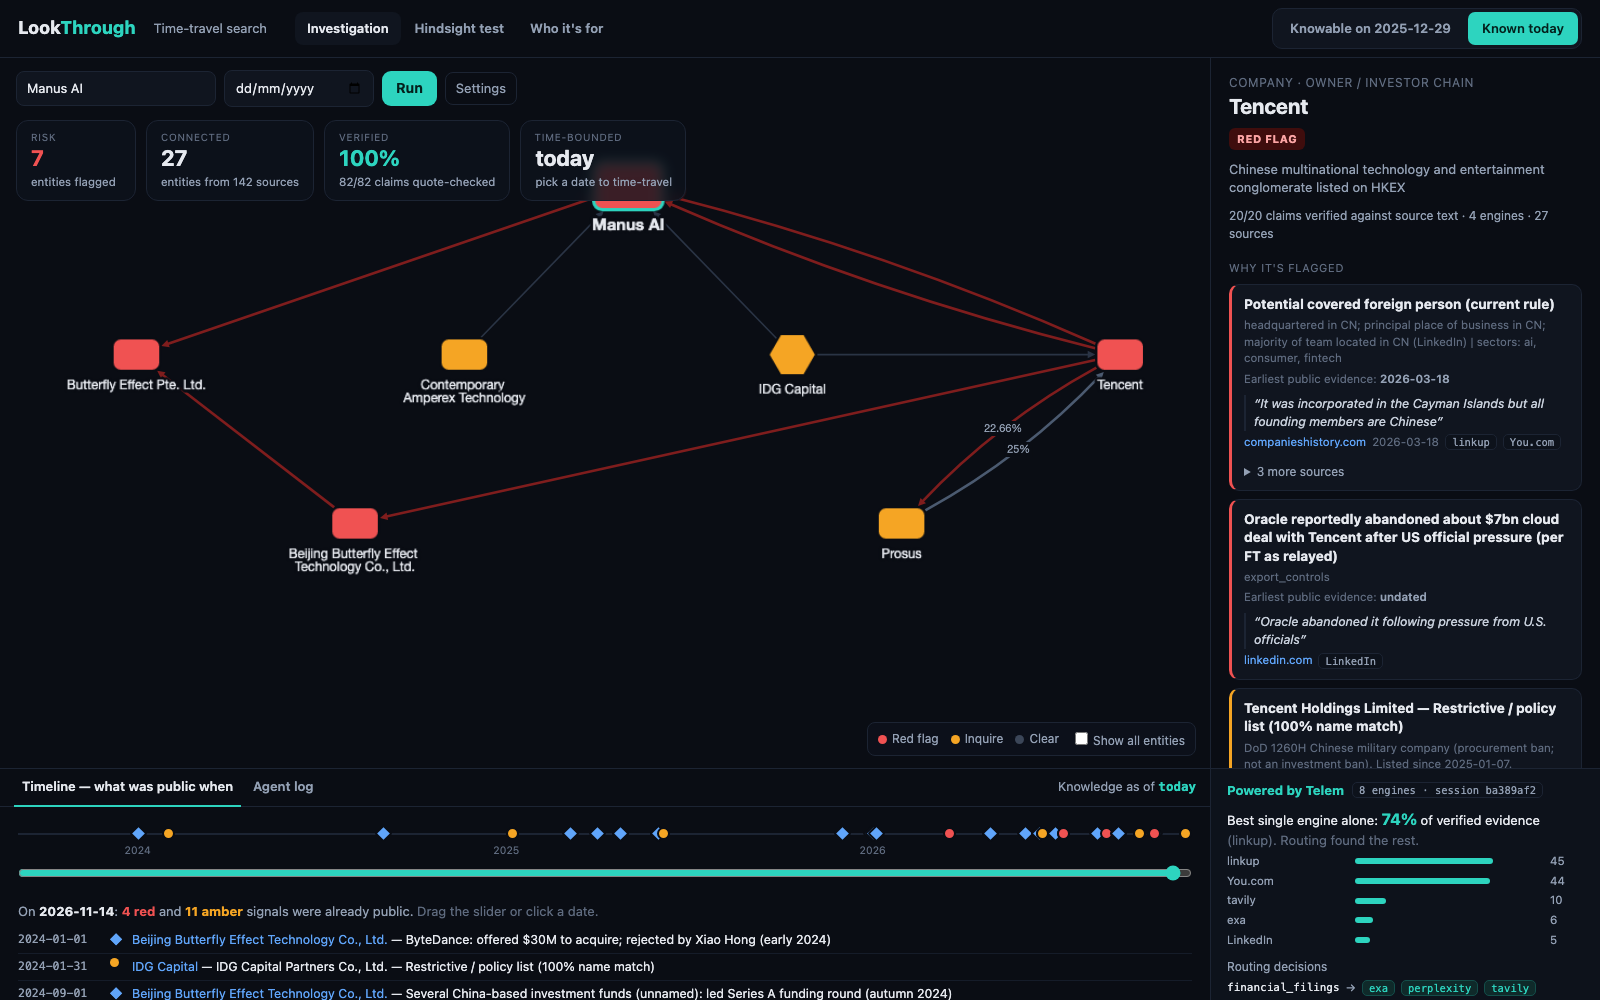 LookThrough
Time-travel search
Investigation
Hindsight test
Who it's for
Knowable on 2025-12-29
Known today
Manus AI
dd/mm/yyyy
Run
Settings
RISK
7
entities flagged
CONNECTED
27
entities from 142 sources
VERIFIED
100%
82/82 claims quote-checked
TIME-BOUNDED
today
pick a date to time-travel
Manus AI
Butterfly Effect Pte. Ltd.
Contemporary
Amperex Technology
IDG Capital
Tencent
22.66%
25%
Beijing Butterfly Effect
Technology Co., Ltd.
Prosus
Red flag
Inquire
Clear
Show all entities
COMPANY · OWNER / INVESTOR CHAIN
Tencent
RED FLAG
Chinese multinational technology and entertainment
conglomerate listed on HKEX
20/20 claims verified against source text · 4 engines · 27
sources
WHY IT'S FLAGGED
Potential covered foreign person (current rule)
headquartered in CN; principal place of business in CN;
majority of team located in CN (LinkedIn) | sectors: ai,
consumer, fintech
Earliest public evidence: 2026-03-18
“It was incorporated in the Cayman Islands but all
founding members are Chinese”
companieshistory.com 2026-03-18 linkup You.com
▶ 3 more sources
Oracle reportedly abandoned about $7bn cloud
deal with Tencent after US official pressure (per
FT as relayed)
export_controls
Earliest public evidence: undated
“Oracle abandoned it following pressure from U.S.
officials”
linkedin.com LinkedIn
Tencent Holdings Limited — Restrictive / policy
list (100% name match)
DoD 1260H Chinese military company (procurement ban;
not an investment ban). Listed since 2025-01-07.
Timeline — what was public when
Agent log
Knowledge as of today
2024
2025
2026
On 2026-11-14: 4 red and 11 amber signals were already public. Drag the slider or click a date.
2024-01-01 Beijing Butterfly Effect Technology Co., Ltd. — ByteDance: offered $30M to acquire; rejected by Xiao Hong (early 2024)
2024-01-31 IDG Capital — IDG Capital Partners Co., Ltd. — Restrictive / policy list (100% name match)
2024-09-01 Beijing Butterfly Effect Technology Co., Ltd. — Several China-based investment funds (unnamed): led Series A funding round (autumn 2024)
Powered by Telem 8 engines · session ba389af2
Best single engine alone: 74% of verified evidence
(linkup). Routing found the rest.
linkup 45
You.com 44
tavily 10
exa 6
LinkedIn 5
Routing decisions
financial_filings → exa perplexity tavily